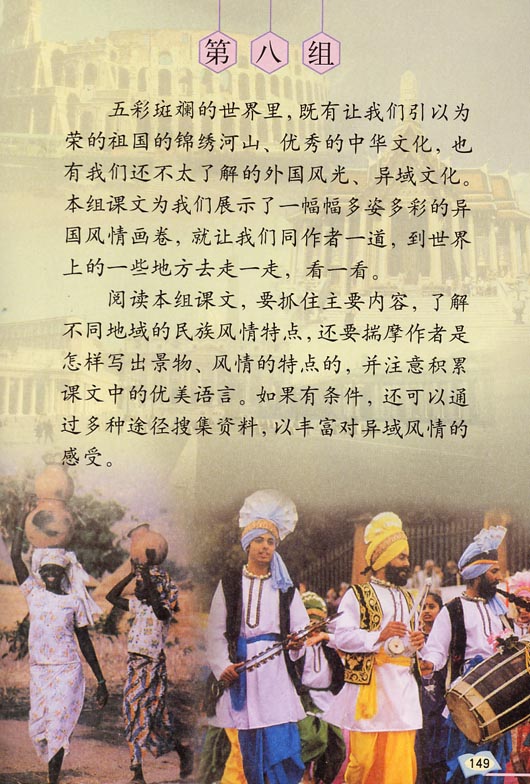 第八组
五彩斑斓的世界里，既有让我们引以为
荣的祖国的锦绣河山、优秀的中华文化，也
有我们还不太了解的外国风光、异域文化。
本组课文为我们展示了一幅幅多姿多彩的异
国风情画卷，就让我们同作者一道，到世界
上的一些地方去走一走，看一看。
阅读本组课文，要抓住主要内容，了解
不同地域的民族风情特点，还要揣摩作者是
怎样写出景物、风情的特点的，并注意积累
课文中的优美语言。如果有条件，还可以通
过多种途径搜集资料，以丰富对异域风情的
感受。
149